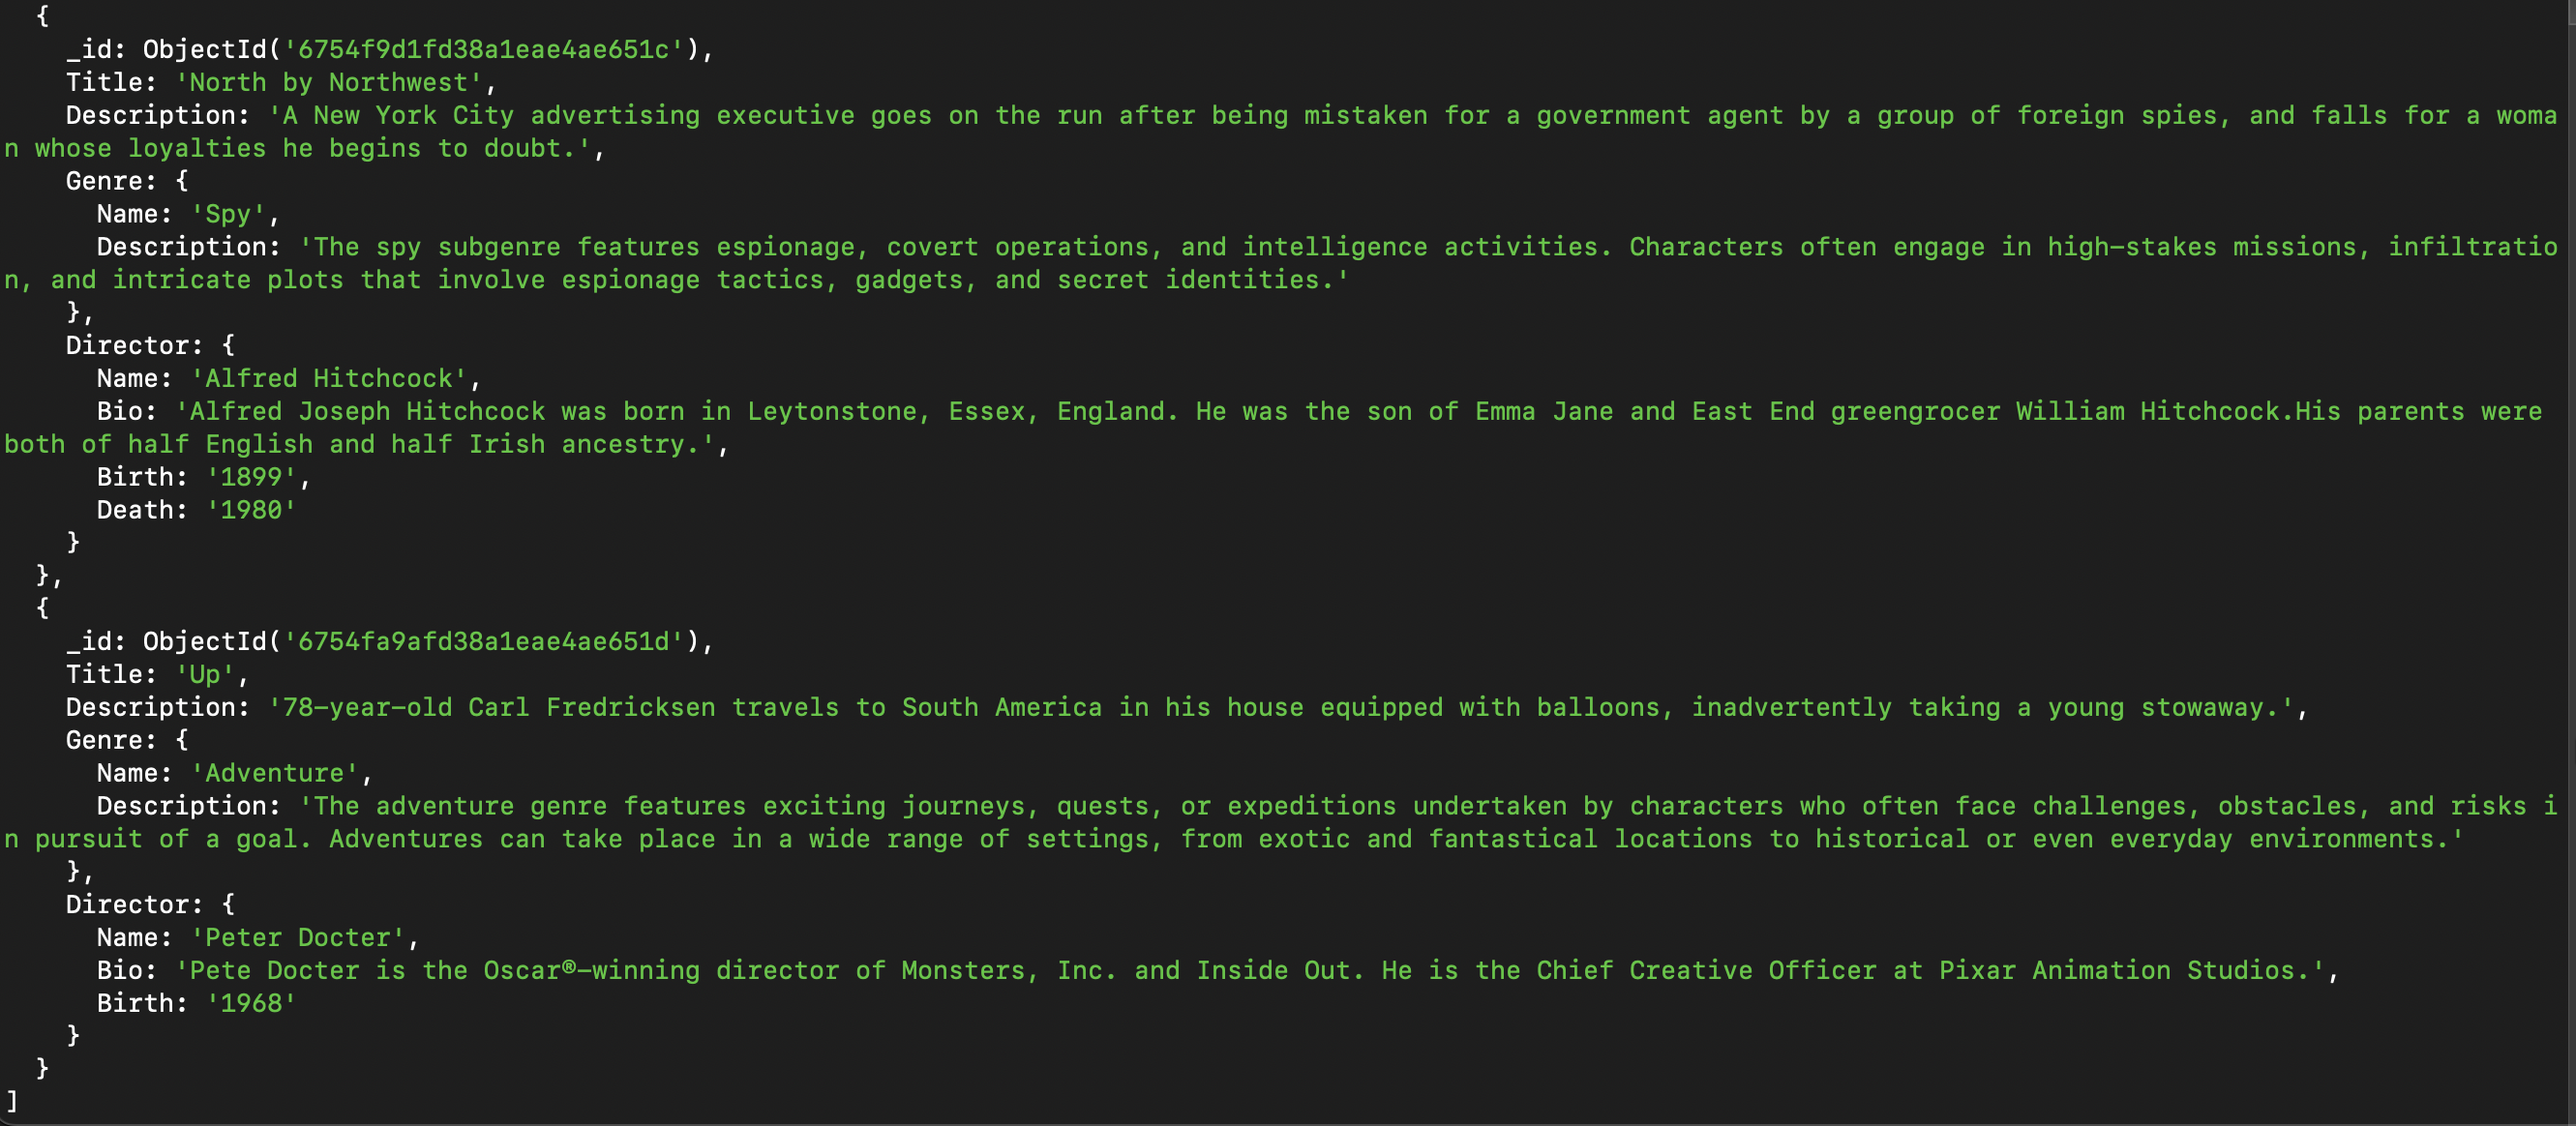 {
_id: ObjectId('6754f9d1fd38a1eae4ae651c'),
Title: 'North by Northwest',
Description: 'A New York City advertising executive goes on the run after being mistaken for a government agent by a group of foreign spies, and falls for a woma
n whose loyalties he begins to doubt.',
Genre: {
Name: 'Spy',
Description: 'The spy subgenre features espionage, covert operations, and intelligence activities. Characters often engage in high-stakes missions, infiltratio
n, and intricate plots that involve espionage tactics, gadgets, and secret identities.'
},
Director: {
Name: 'Alfred Hitchcock',
Bio: 'Alfred Joseph Hitchcock was born in Leytonstone, Essex, England. He was the son of Emma Jane and East End greengrocer William Hitchcock.His parents were
both of half English and half Irish ancestry.',
Birth: '1899',
Death: '1980'
}
},
{
_id: ObjectId('6754fa9afd38a1eae4ae651d'),
Title: 'Up',
Description: '78-year-old Carl Fredricksen travels to South America in his house equipped with balloons, inadvertently taking a young stowaway.',
Genre: {
Name: 'Adventure',
Description: 'The adventure genre features exciting journeys, quests, or expeditions undertaken by characters who often face challenges, obstacles, and risks i
n pursuit of a goal. Adventures can take place in a wide range of settings, from exotic and fantastical locations to historical or even everyday environments.'
},
Director: {
Name: 'Peter Docter',
Bio: 'Pete Docter is the Oscar®-winning director of Monsters, Inc. and Inside Out. He is the Chief Creative Officer at Pixar Animation Studios.',
Birth: '1968'
}
}
]